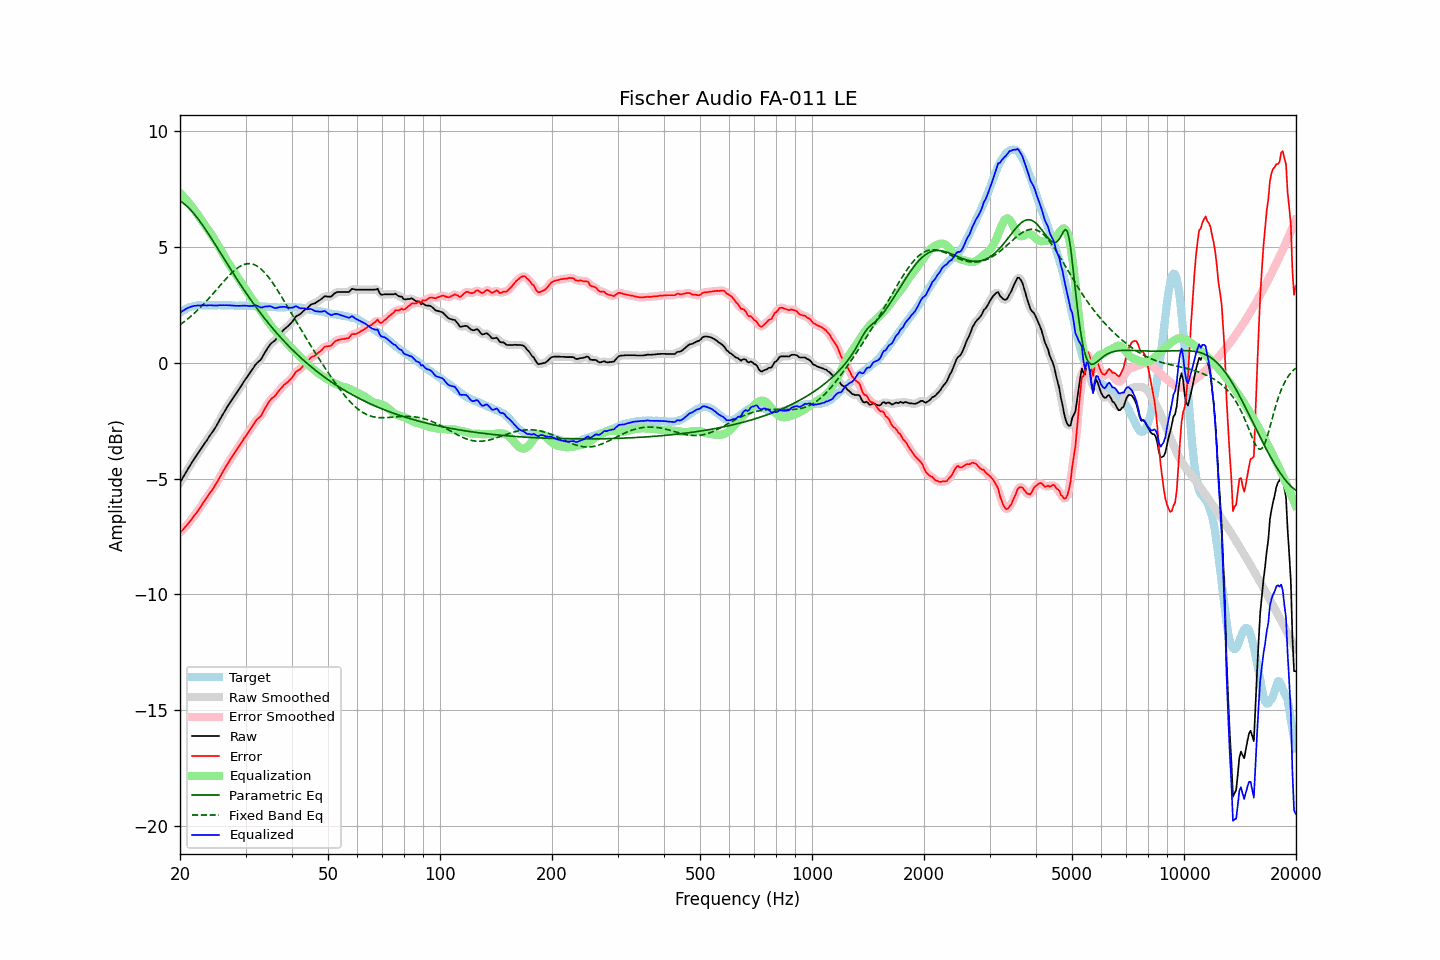 Fischer Audio FA-011 LE
Amplitude (dBr)
10
5
0
−5
−10
−15
−20
Target
Raw Smoothed
Error Smoothed
Raw
Error
Equalization
Parametric Eq
Fixed Band Eq
Equalized
20 50 100 200 500 1000 2000 5000 10000 20000
Frequency (Hz)